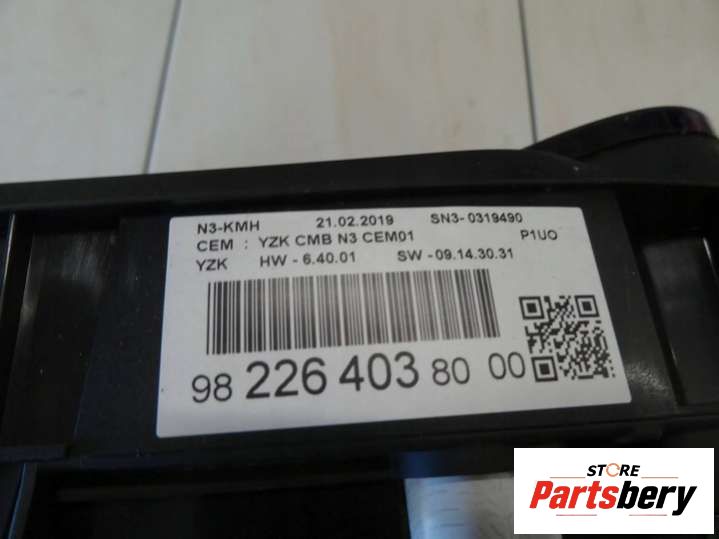 N3-KMH 21.02.2019 SN3- 0319490
CEM : YZK CMB N3 CEM01 P1UO
YZK HW - 6.40.01 SW - 09.14.30.31
98 226 403 80 00
STORE
Partsbery